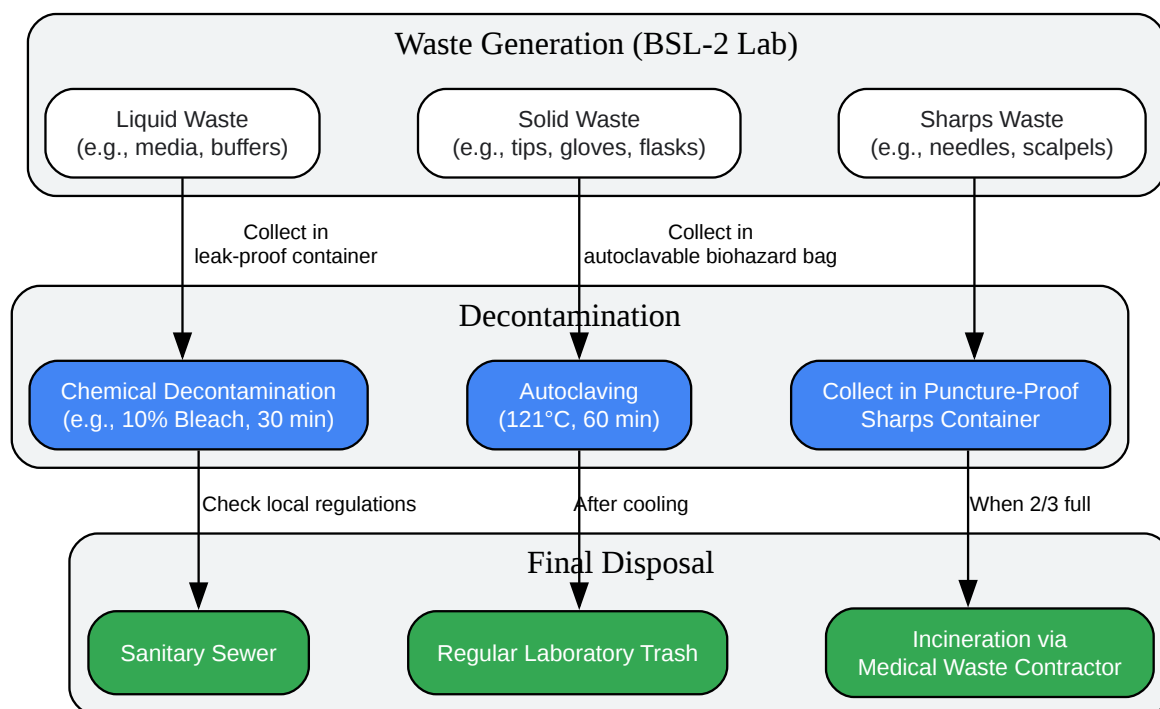 Waste Generation (BSL-2 Lab)
Liquid Waste
(e.g., media, buffers)
Solid Waste
(e.g., tips, gloves, flasks)
Sharps Waste
(e.g., needles, scalpels)
Collect in
leak-proof container
Collect in
autoclavable biohazard bag
Decontamination
Chemical Decontamination
(e.g., 10% Bleach, 30 min)
Autoclaving
(121°C, 60 min)
Collect in Puncture-Proof
Sharps Container
Check local regulations
After cooling
When 2/3 full
Final Disposal
Sanitary Sewer
Regular Laboratory Trash
Incineration via
Medical Waste Contractor